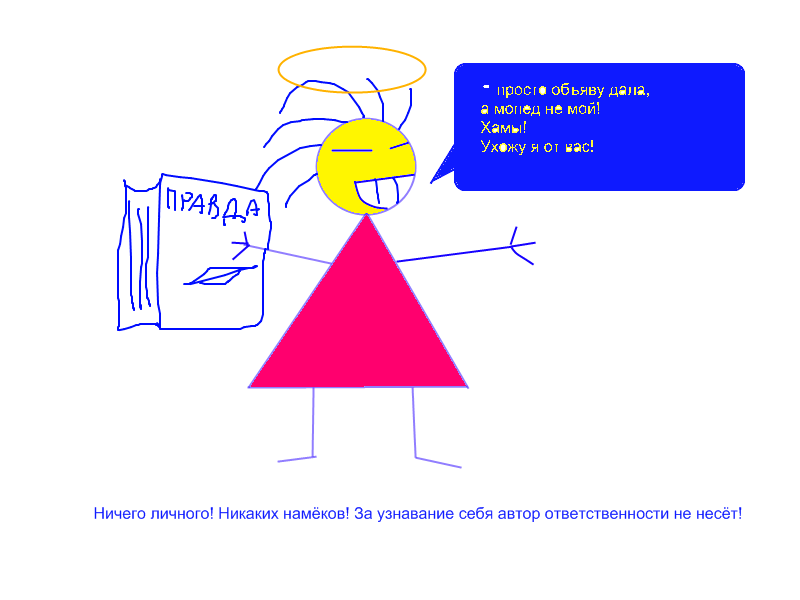 ПРАВДА
- просто обьяву дала,
а мопед не мой!
Хамы!
Ухожу я от вас!
Ничего личного! Никаких намёков! За узнавание себя автор ответственности не несёт!